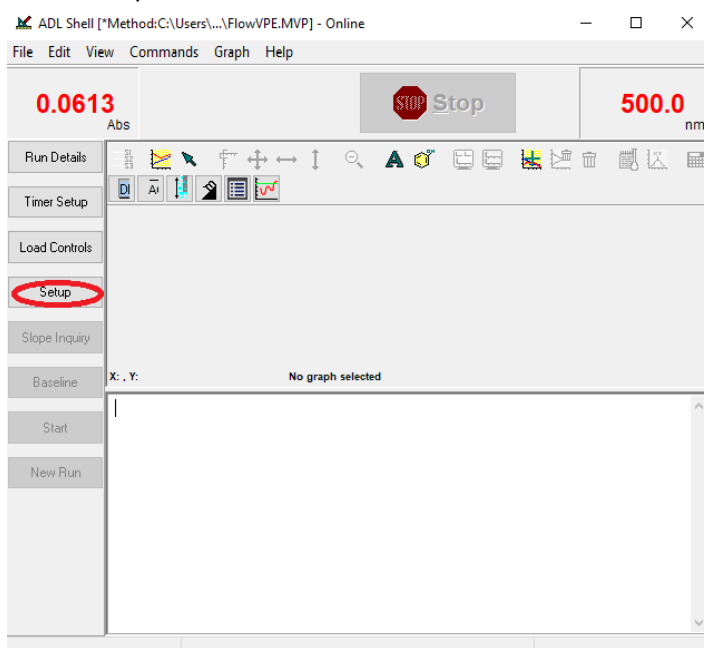 ADL Shell [*Method:C:\Users\...\FlowVPE.MVP] - Online
File Edit View Commands Graph Help
0.0613
Abs
STOP Stop
500.0
nm
Run Details
Timer Setup
Load Controls
Setup
Slope Inquiry
Baseline
Start
New Run
X: , Y:
No graph selected